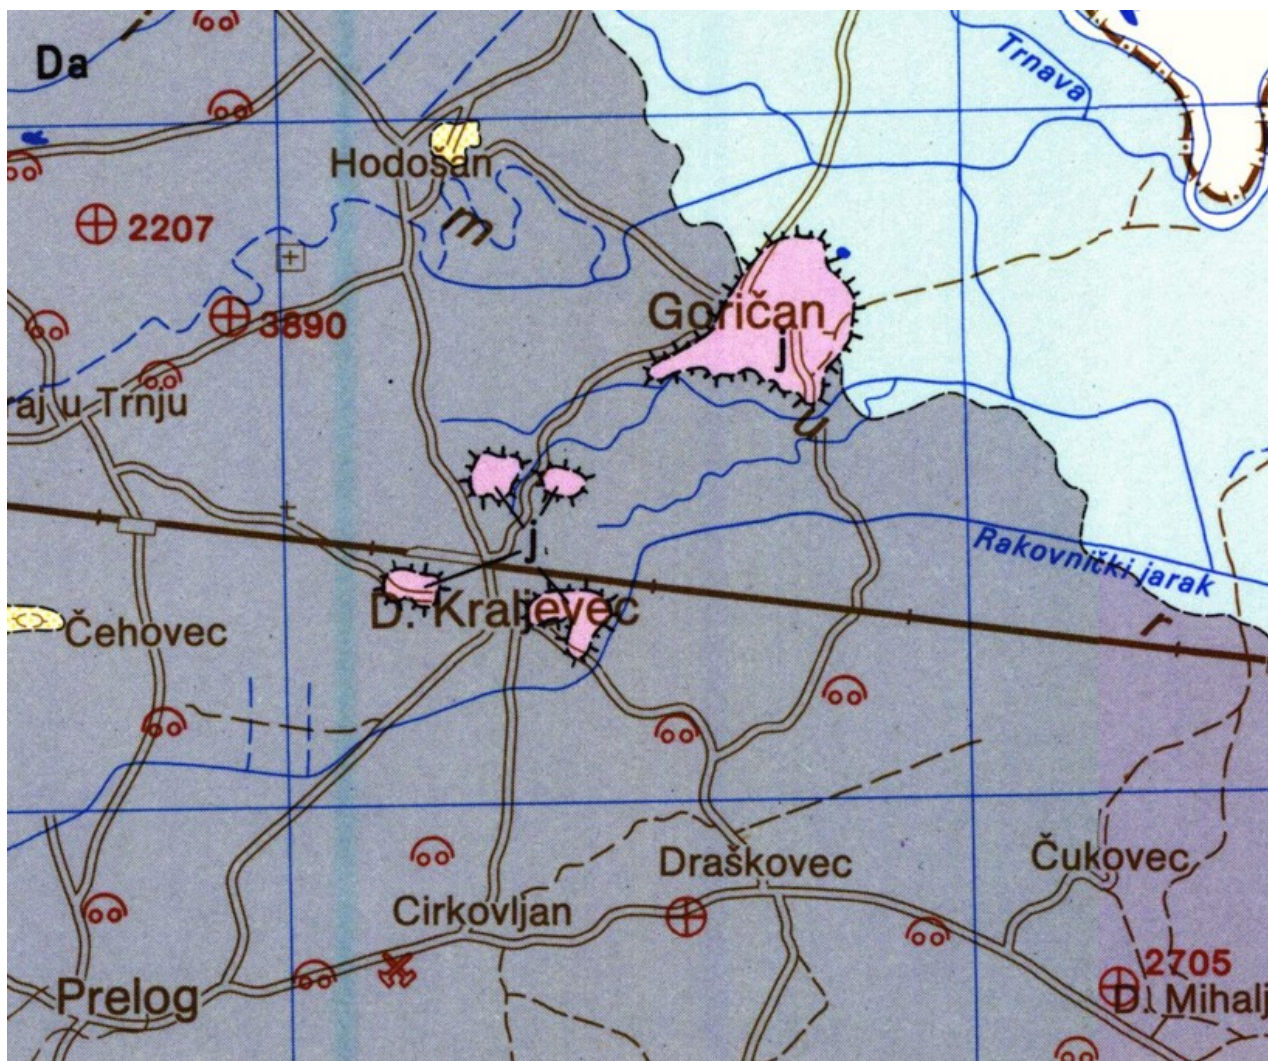 Da
Trnava
Hodošan
m
2207
3890
Goričan
j
raj u Trnju
u
j
Rakovnički jarak
D. Kraljevec
r
Čehovec
Draškovec
Čukovec
Cirkovljan
2705
Prelog
D. Mihalj